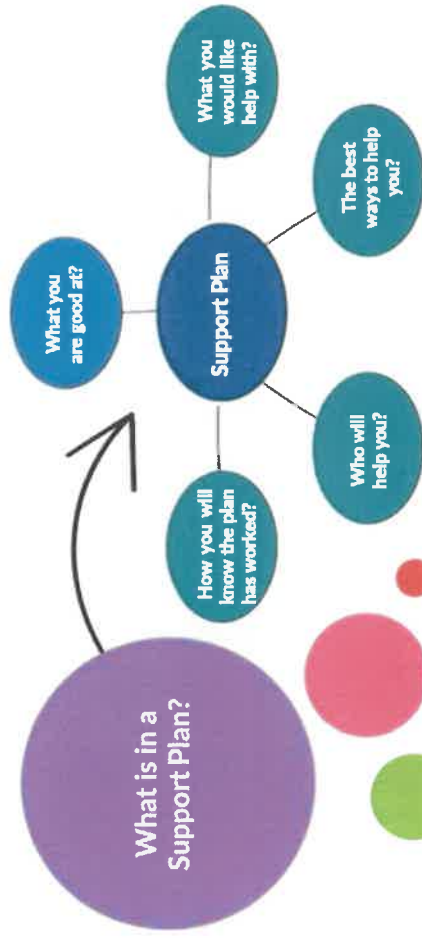 What is in a
Support Plan?
What you
are good at?
What you
would like
help with?
The best
ways to help
you?
Who will
help you?
How you will
know the plan
has worked?
Support Plan